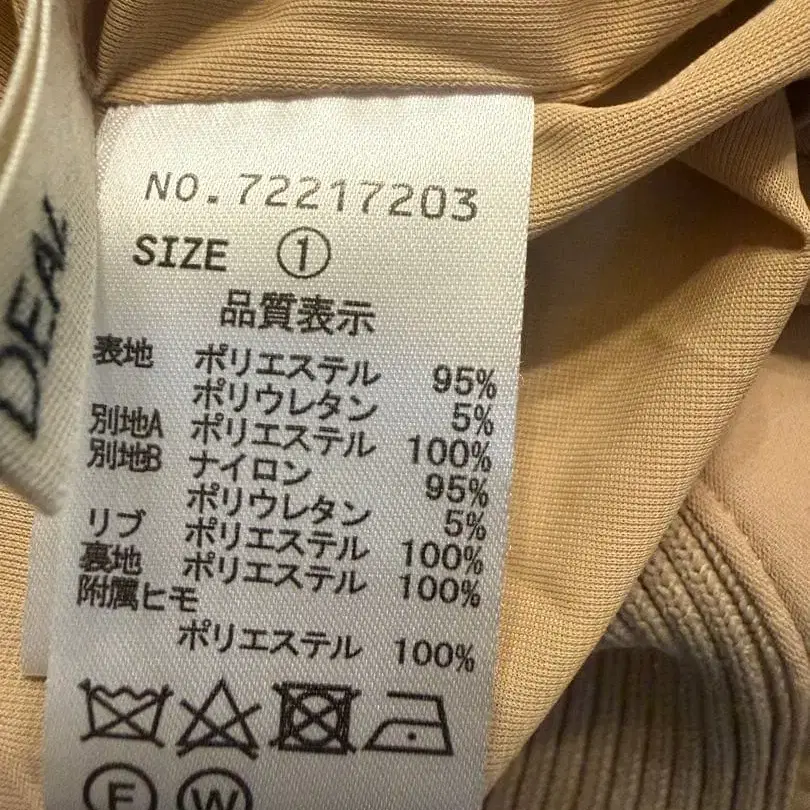 DEAL
NO.72217203
SIZE ①
品質表示
表地 ポリエステル 95%
ポリウレタン 5%
別地A ポリエステル 100%
別地B ナイロン 95%
ポリウレタン 5%
リブ ポリエステル 100%
裏地 ポリエステル 100%
附属ヒモ
ポリエステル 100%
F W